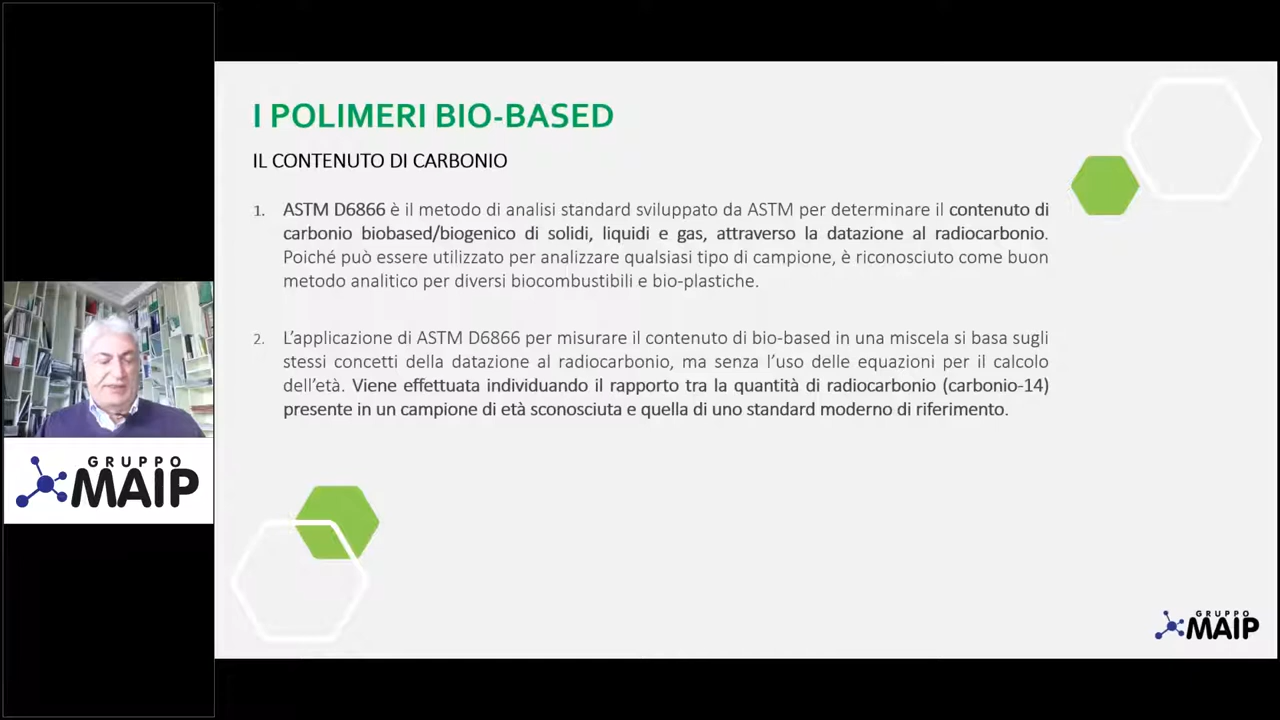 I POLIMERI BIO-BASED
IL CONTENUTO DI CARBONIO
1. ASTM D6866 è il metodo di analisi standard sviluppato da ASTM per determinare il contenuto di
carbonio biobased/biogenico di solidi, liquidi e gas, attraverso la datazione al radiocarbonio.
Poiché può essere utilizzato per analizzare qualsiasi tipo di campione, è riconosciuto come buon
metodo analitico per diversi biocombustibili e bio-plastiche.
2. L’applicazione di ASTM D6866 per misurare il contenuto di bio-based in una miscela si basa sugli
stessi concetti della datazione al radiocarbonio, ma senza l’uso delle equazioni per il calcolo
dell’età. Viene effettuata individuando il rapporto tra la quantità di radiocarbonio (carbonio-14)
presente in un campione di età sconosciuta e quella di uno standard moderno di riferimento.
GRUPPO
MAIP
GRUPPO
MAIP